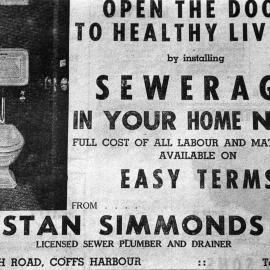 OPEN THE DOO
TO HEALTHY LIV
by installing
SEWERAG
IN YOUR HOME N
FULL COST OF ALL LABOUR AND MAT
AVAILABLE ON
EASY TERMS
FROM . . . .
STAN SIMMONDS
LICENSED SEWER PLUMBER AND DRAINER
H ROAD, COFFS HARBOUR :: T